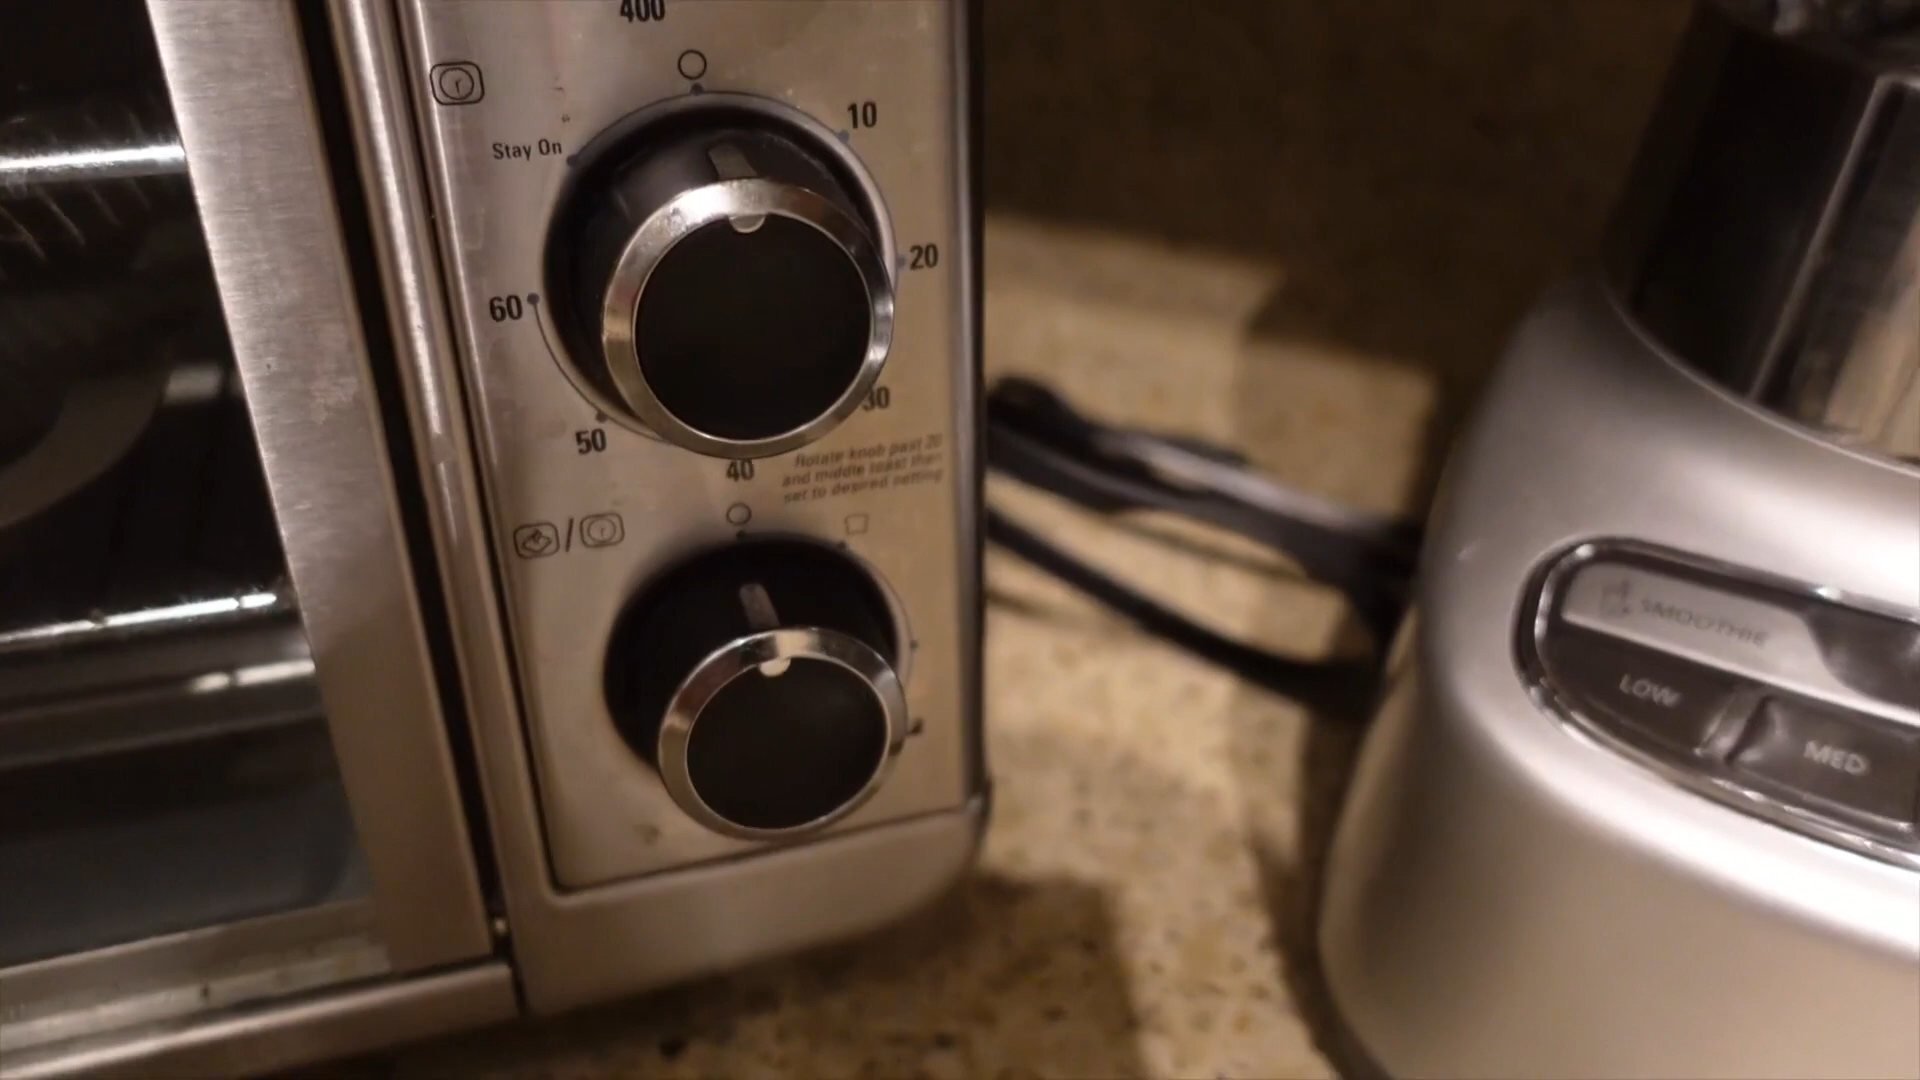 400
10
Stay On
20
60
30
50
40
Rotate knob past 20
and middle toast then
set to desired setting
/
SMOOTHIE
LOW
MED